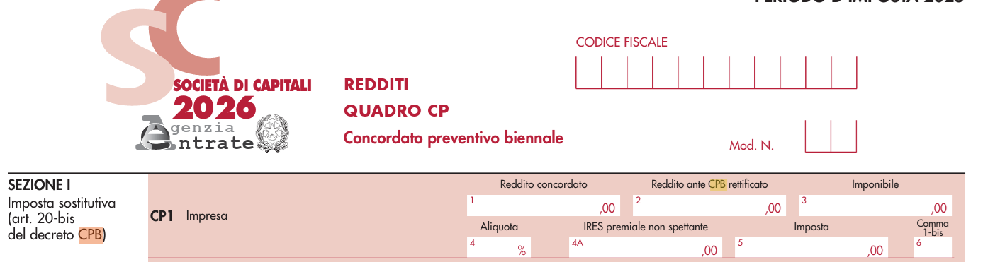 PERIODO D'IMPOSTA 2025
CODICE FISCALE
SC
SOCIETÀ DI CAPITALI
2026
genzia
ntrate
REDDITI
QUADRO CP
Concordato preventivo biennale
Mod. N.
SEZIONE I
Imposta sostitutiva
(art. 20-bis
del decreto CPB)
CP1 Impresa
Reddito concordato Reddito ante CPB rettificato Imponibile
1 ,00 2 ,00 3 ,00
Aliquota IRES premiale non spettante Imposta Comma
1-bis
4 % 4A ,00 5 ,00 6